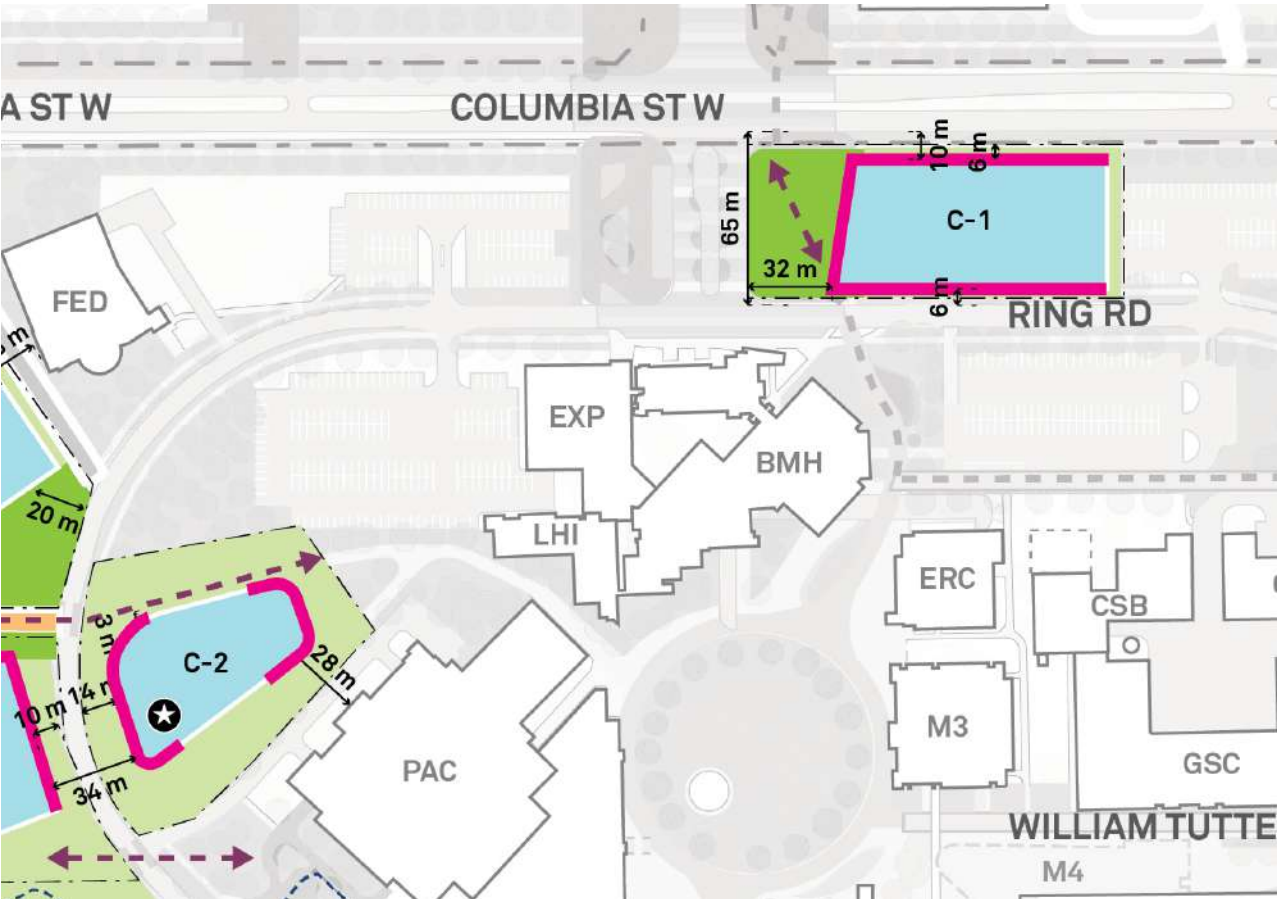 A ST W
COLUMBIA ST W
10 m
6 m
65 m
C-1
32 m
6 m
RING RD
FED
m
EXP
BMH
20 m
LHI
ERC
CSB
3 m
C-2
28 m
14 m
10 m
34 m
PAC
M3
GSC
WILLIAM TUTTE
M4